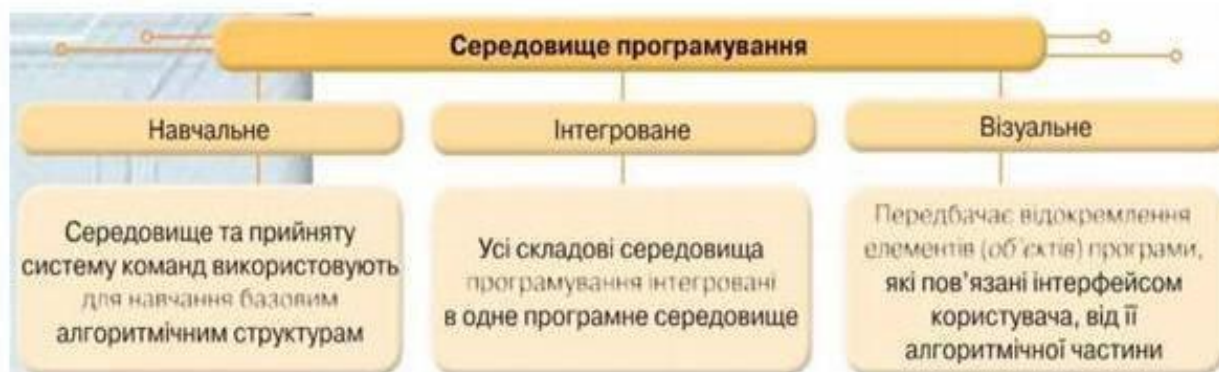 Середовище програмування
Навчальне
Інтегроване
Візуальне
Середовище та прийняту
систему команд використовують
для навчання базовим
алгоритмічним структурам
Усі складові середовища
програмування інтегровані
в одне програмне середовище
Передбачає відокремлення
елементів (об'єктів) програми,
які пов'язані інтерфейсом
користувача, від її
алгоритмічної частини